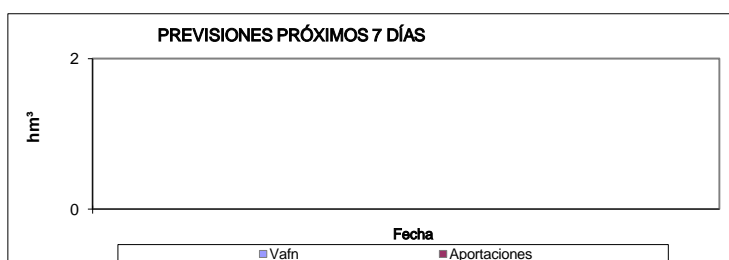 PREVISIONES PRÓXIMOS 7 DÍAS
2
hm³
0
Fecha
Vafn Aportaciones